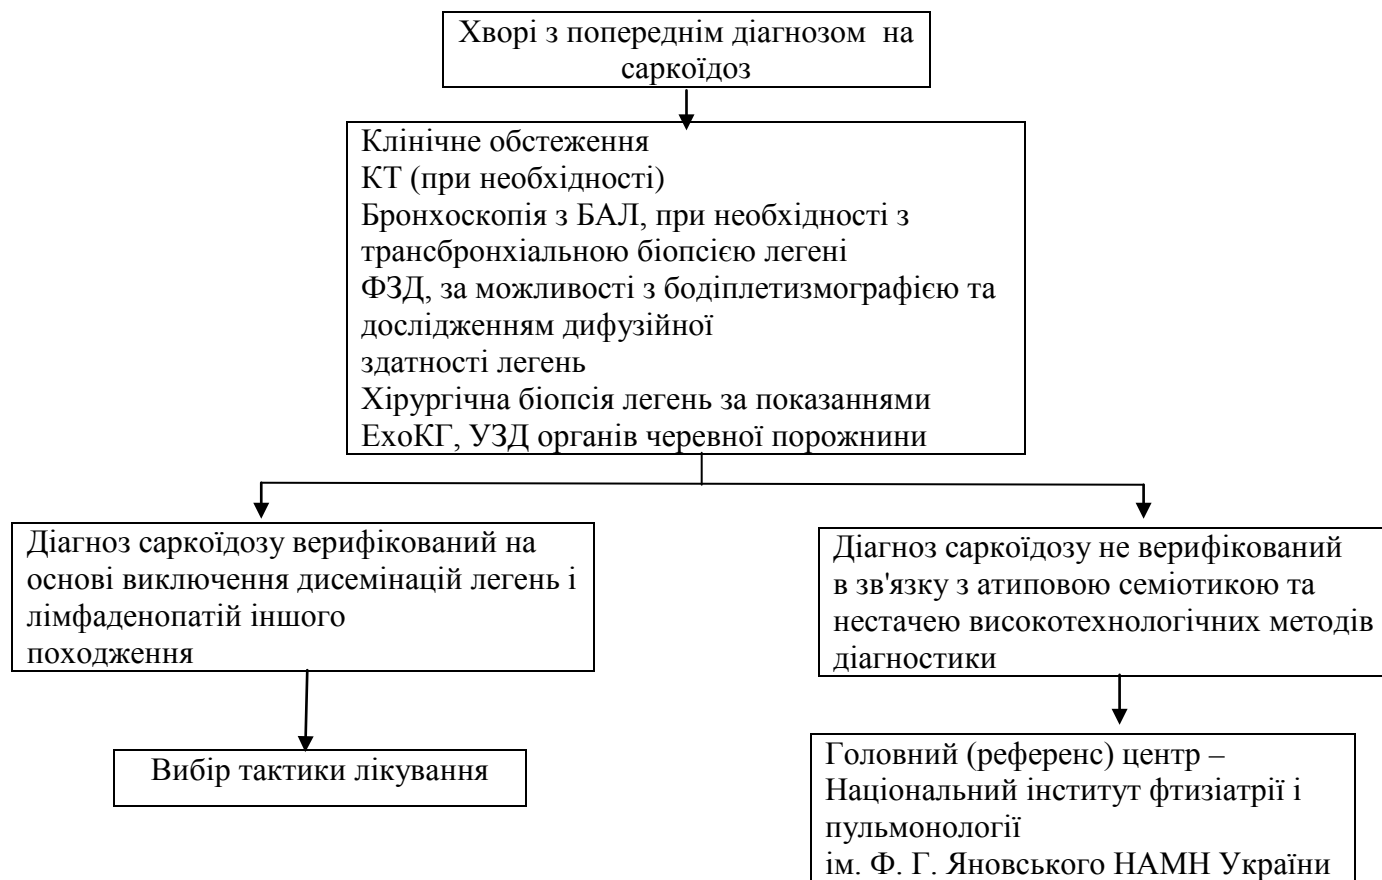 Хворі з попереднім діагнозом на
саркоїдоз
Клінічне обстеження
КТ (при необхідності)
Бронхоскопія з БАЛ, при необхідності з
трансбронхіальною біопсією легені
ФЗД, за можливості з бодіплетизмографією та
дослідженням дифузійної
здатності легень
Хірургічна біопсія легень за показаннями
ЕхоКГ, УЗД органів черевної порожнини
Діагноз саркоїдозу верифікований на
основі виключення дисемінацій легень і
лімфаденопатій іншого
походження
Діагноз саркоїдозу не верифікований
в зв'язку з атиповою семіотикою та
нестачею високотехнологічних методів
діагностики
Вибір тактики лікування
Головний (референс) центр –
Національний інститут фтизіатрії і
пульмонології
ім. Ф. Г. Яновського НАМН України